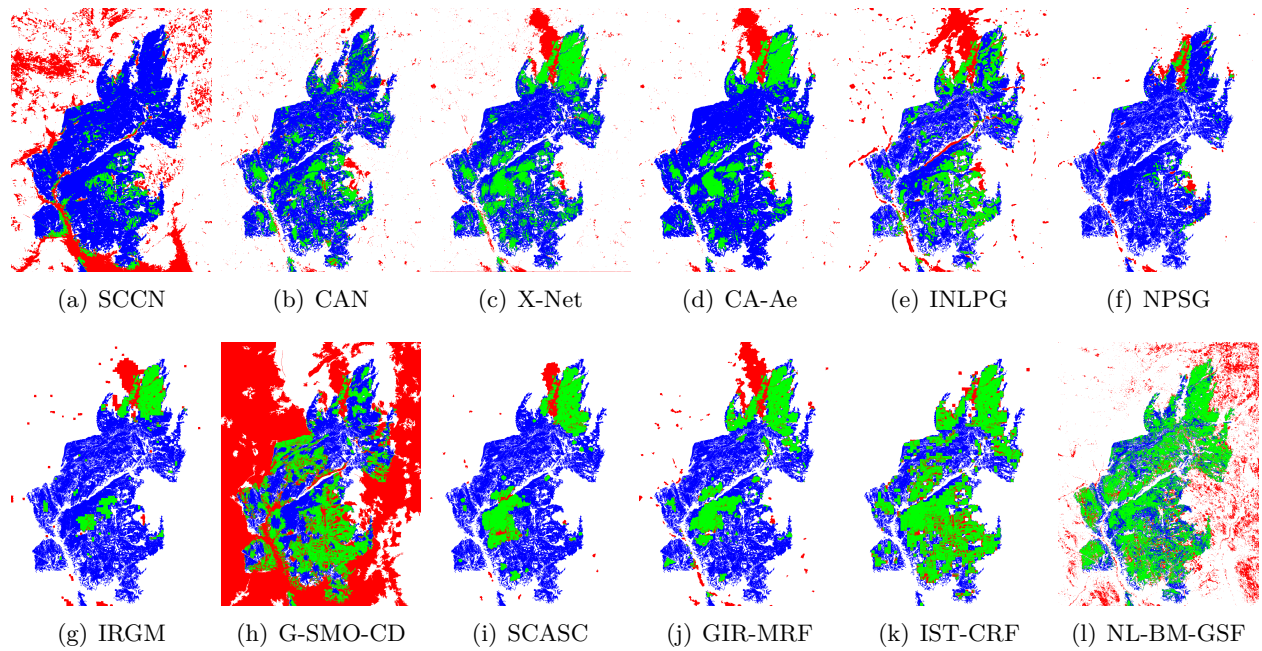 (a) SCCN
(b) CAN
(c) X-Net
(d) CA-Ae
(e) INLPG
(f) NPSG
(g) IRGM
(h) G-SMO-CD
(i) SCASC
(j) GIR-MRF
(k) IST-CRF
(l) NL-BM-GSF